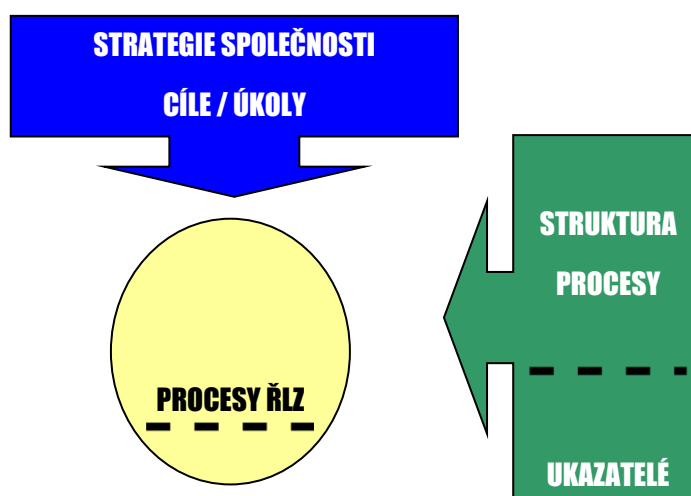 STRATEGIE SPOLEČNOSTI
CÍLE / ÚKOLY
STRUKTURA
PROCESY
PROCESY ŘLZ
UKAZATELÉ